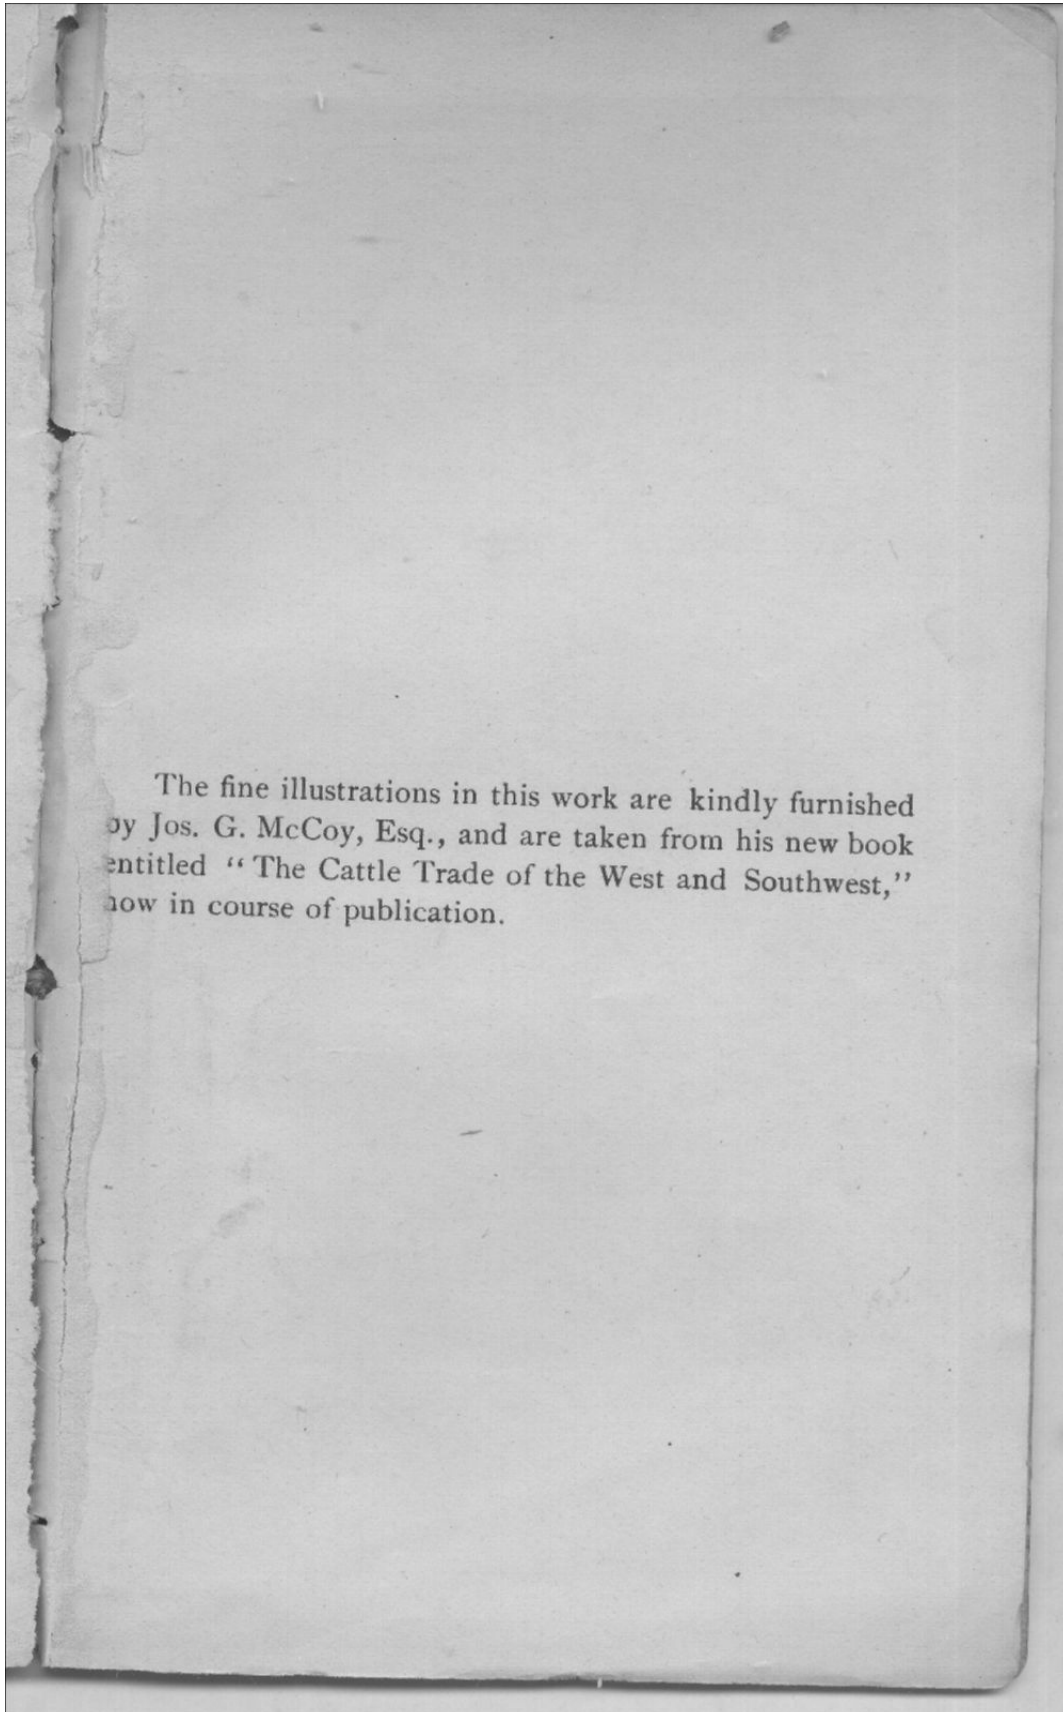 The fine illustrations in this work are kindly furnished
by Jos. G. McCoy, Esq., and are taken from his new book
entitled “The Cattle Trade of the West and Southwest,”
now in course of publication.